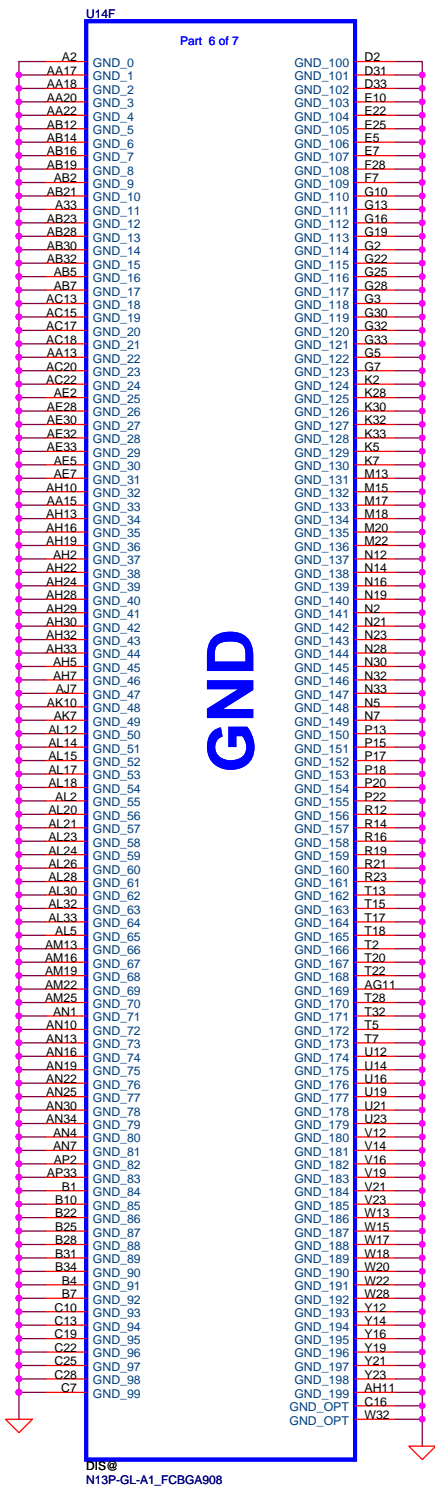 U14F
Part 6 of 7
A2 GND_0 GND_100 D2
AA17 GND_1 GND_101 D31
AA18 GND_2 GND_102 D33
AA20 GND_3 GND_103 E10
AA22 GND_4 GND_104 E22
AB12 GND_5 GND_105 E25
AB14 GND_6 GND_106 E5
AB16 GND_7 GND_107 E7
AB19 GND_8 GND_108 F28
AB2 GND_9 GND_109 F7
AB21 GND_10 GND_110 G10
A33 GND_11 GND_111 G13
AB23 GND_12 GND_112 G16
AB28 GND_13 GND_113 G19
AB30 GND_14 GND_114 G2
AB32 GND_15 GND_115 G22
AB5 GND_16 GND_116 G25
AB7 GND_17 GND_117 G28
AC13 GND_18 GND_118 G3
AC15 GND_19 GND_119 G30
AC17 GND_20 GND_120 G32
AC18 GND_21 GND_121 G33
AA13 GND_22 GND_122 G5
AC20 GND_23 GND_123 G7
AC22 GND_24 GND_124 K2
AE2 GND_25 GND_125 K28
AE28 GND_26 GND_126 K30
AE30 GND_27 GND_127 K32
AE32 GND_28 GND_128 K33
AE33 GND_29 GND_129 K5
AE5 GND_30 GND_130 K7
AE7 GND_31 GND_131 M13
AH10 GND_32 GND_132 M15
AA15 GND_33 GND_133 M17
AH13 GND_34 GND_134 M18
AH16 GND_35 GND_135 M20
AH19 GND_36 GND_136 M22
AH2 GND_37 GND_137 N12
AH22 GND_38 GND_138 N14
AH24 GND_39 GND_139 N16
AH28 GND_40 GND_140 N19
AH29 GND_41 GND_141 N2
AH30 GND_42 GND_142 N21
AH32 GND_43 GND_143 N23
AH33 GND_44 GND_144 N28
AH5 GND_45 GND_145 N30
AH7 GND_46 GND_146 N32
AJ7 GND_47 GND_147 N33
AK10 GND_48 GND_148 N5
AK7 GND_49 GND_149 N7
AL12 GND_50 GND_150 P13
AL14 GND_51 GND_151 P15
AL15 GND_52 GND_152 P17
AL17 GND_53 GND_153 P18
AL18 GND_54 GND_154 P20
AL2 GND_55 GND_155 P22
AL20 GND_56 GND_156 R12
AL21 GND_57 GND_157 R14
AL23 GND_58 GND_158 R16
AL24 GND_59 GND_159 R19
AL26 GND_60 GND_160 R21
AL28 GND_61 GND_161 R23
AL30 GND_62 GND_162 T13
AL32 GND_63 GND_163 T15
AL33 GND_64 GND_164 T17
AL5 GND_65 GND_165 T18
AM13 GND_66 GND_166 T2
AM16 GND_67 GND_167 T20
AM19 GND_68 GND_168 T22
AM22 GND_69 GND_169 AG11
AM25 GND_70 GND_170 T28
AN1 GND_71 GND_171 T32
AN10 GND_72 GND_172 T5
AN13 GND_73 GND_173 T7
AN16 GND_74 GND_174 U12
AN19 GND_75 GND_175 U14
AN22 GND_76 GND_176 U16
AN25 GND_77 GND_177 U19
AN30 GND_78 GND_178 U21
AN34 GND_79 GND_179 U23
AN4 GND_80 GND_180 V12
AN7 GND_81 GND_181 V14
AP2 GND_82 GND_182 V16
AP33 GND_83 GND_183 V19
B1 GND_84 GND_184 V21
B10 GND_85 GND_185 V23
B22 GND_86 GND_186 W13
B25 GND_87 GND_187 W15
B28 GND_88 GND_188 W17
B31 GND_89 GND_189 W18
B34 GND_90 GND_190 W20
B4 GND_91 GND_191 W22
B7 GND_92 GND_192 W28
C10 GND_93 GND_193 Y12
C13 GND_94 GND_194 Y14
C19 GND_95 GND_195 Y16
C22 GND_96 GND_196 Y19
C25 GND_97 GND_197 Y21
C28 GND_98 GND_198 Y23
C7 GND_99 GND_199 AH11
GND_OPT C16
GND_OPT W32
GND
DIS@
N13P-GL-A1_FCBGA908